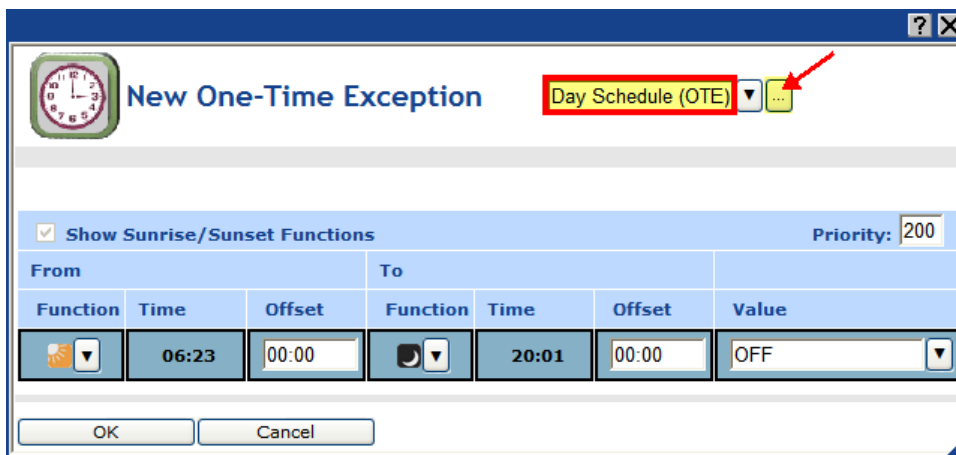 ?
New One-Time Exception
Day Schedule (OTE)
...
Show Sunrise/Sunset Functions
Priority: 200
From To
Function Time Offset Function Time Offset Value
06:23 00:00 20:01 00:00 OFF
OK Cancel